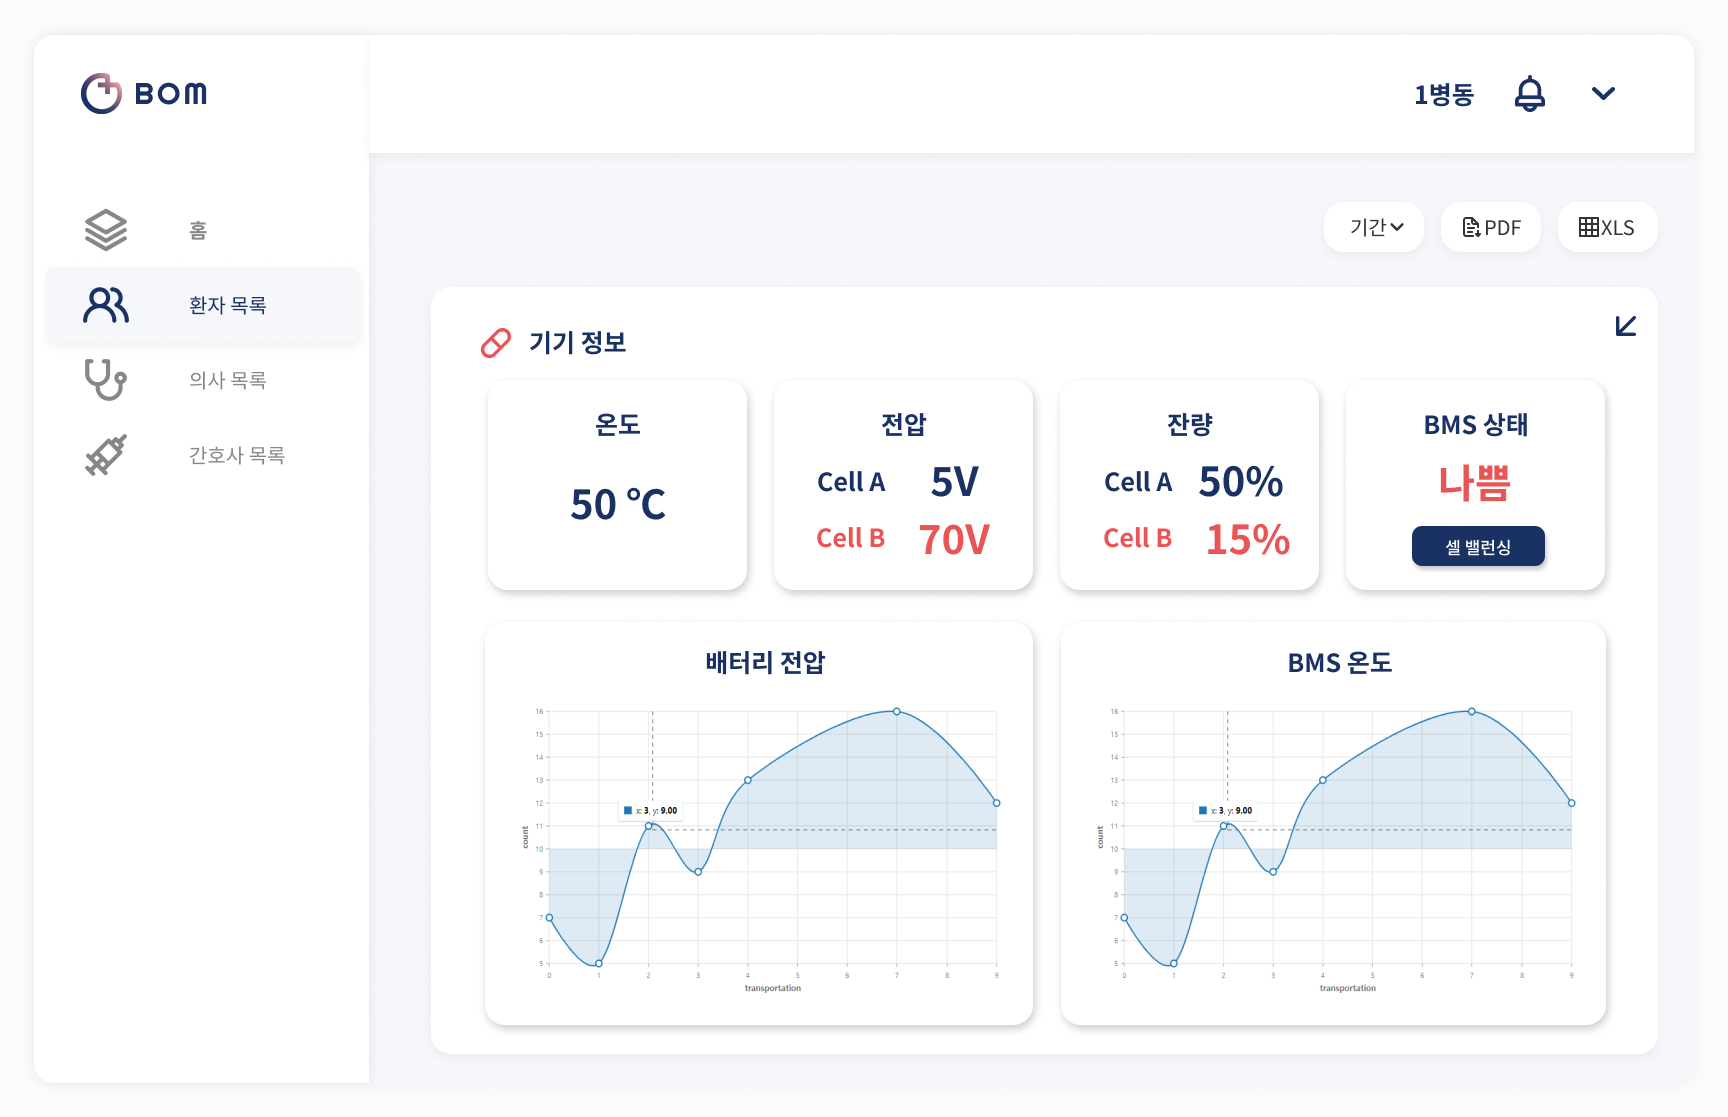 BOM
1병동
홈
환자 목록
의사 목록
간호사 목록
기간
PDF
XLS
기기 정보
온도
50 °C
전압
Cell A 5V
Cell B 70V
잔량
Cell A 50%
Cell B 15%
BMS 상태
나쁨
셀 밸런싱
배터리 전압
16
15
14
13
12
11
10
9
8
7
6
5
count
x: 3, y: 9.00
0 1 2 3 4 5 6 7 8 9
transportation
BMS 온도
16
15
14
13
12
11
10
9
8
7
6
5
count
x: 3, y: 9.00
0 1 2 3 4 5 6 7 8 9
transportation